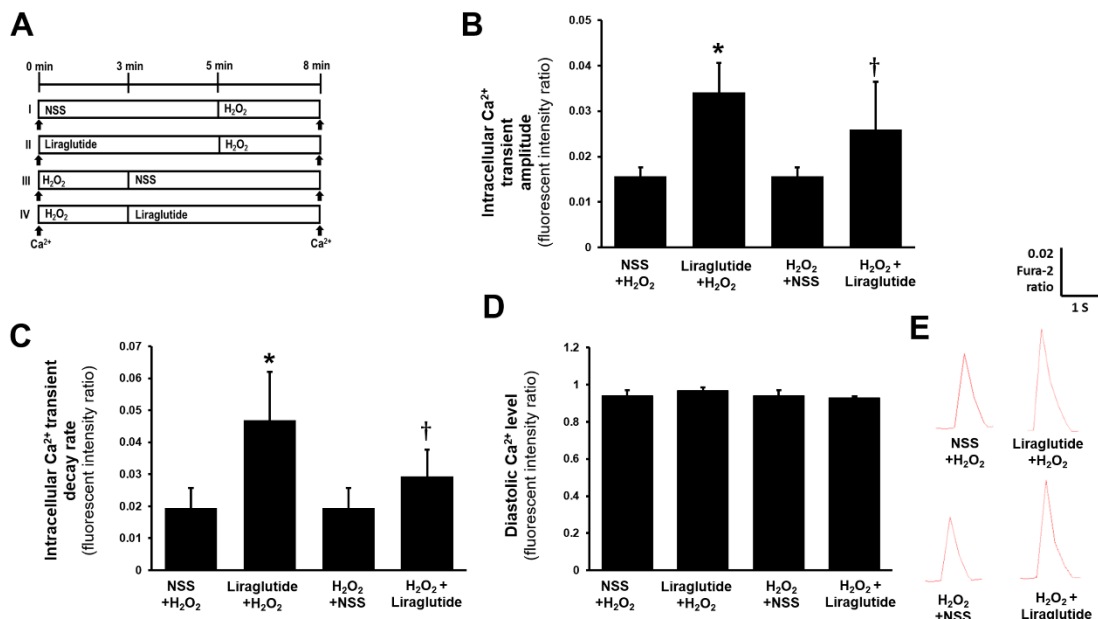 A
0 min 3 min 5 min 8 min
I NSS H₂O₂
II Liraglutide H₂O₂
III H₂O₂ NSS
IV H₂O₂ Liraglutide
Ca²⁺ Ca²⁺
B
Intracellular Ca²⁺
transient
amplitude
(fluorescent intensity ratio)
0.05
0.04
0.03
0.02
0.01
0
*
†
NSS
+H₂O₂
Liraglutide
+H₂O₂
H₂O₂
+NSS
H₂O₂ +
Liraglutide
C
Intracellular Ca²⁺ transient
decay rate
(fluorescent intensity ratio)
0.07
0.06
0.05
0.04
0.03
0.02
0.01
0
*
†
NSS
+H₂O₂
Liraglutide
+H₂O₂
H₂O₂
+NSS
H₂O₂ +
Liraglutide
D
Diastolic Ca²⁺ level
(fluorescent intensity ratio)
1.2
1
0.8
0.6
0.4
0.2
0
NSS
+H₂O₂
Liraglutide
+H₂O₂
H₂O₂
+NSS
H₂O₂ +
Liraglutide
E
0.02
Fura-2
ratio
1 S
NSS
+H₂O₂
Liraglutide
+H₂O₂
H₂O₂
+NSS
H₂O₂ +
Liraglutide